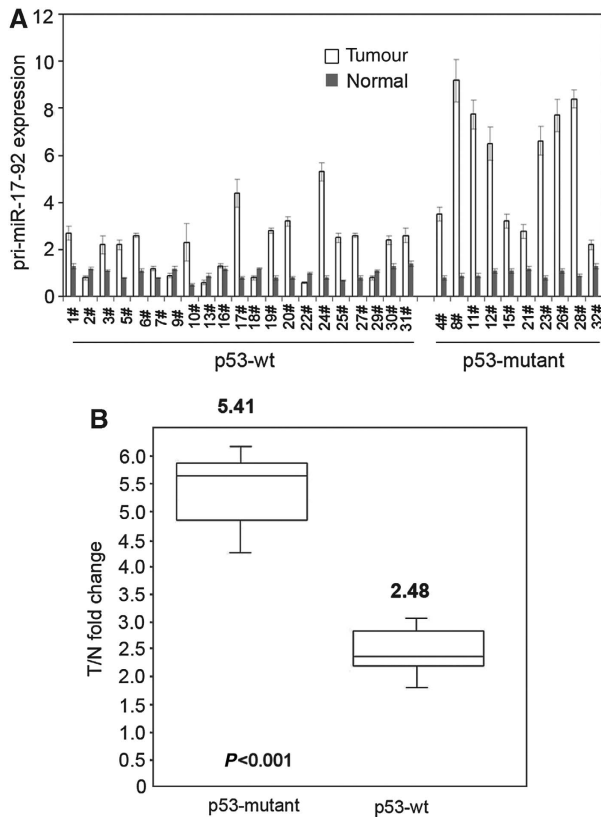 A
pri-miR-17-92 expression
12
10
8
6
4
2
0
Tumour
Normal
1# 2# 3# 5# 6# 7# 9# 10# 13# 16# 17# 18# 19# 20# 22# 24# 25# 27# 29# 30# 31# 4# 8# 11# 12# 15# 21# 23# 26# 28# 32#
p53-wt
p53-mutant
B
5.41
T/N fold change
6.0
5.5
5.0
4.5
4.0
3.5
3.0
2.5
2.0
1.5
1.0
0.5
0
2.48
P<0.001
p53-mutant
p53-wt